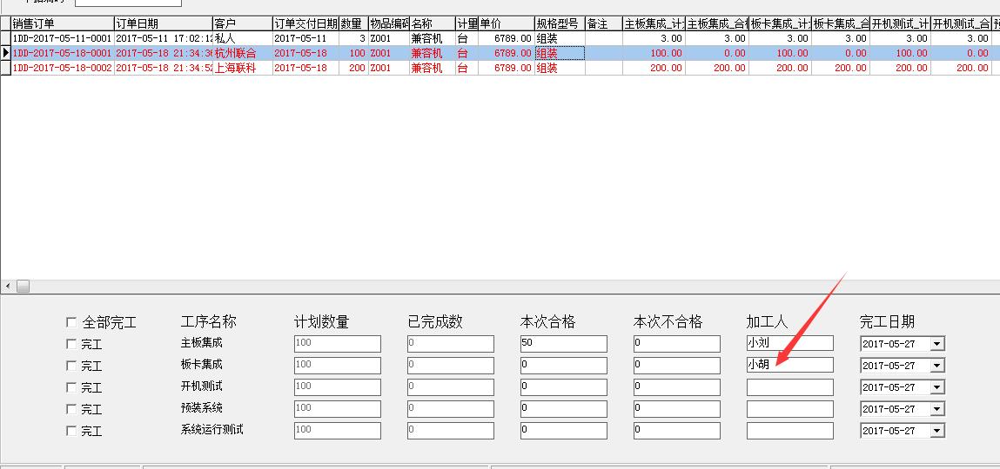 销售订单 订单日期 客户 订单交付日期 数量 物品编码 名称 计量 单价 规格型号 备注 主板集成_计 主板集成_合 板卡集成_计 板卡集成_合 开机测试_计 开机测试_合
1DD-2017-05-11-0001 2017-05-11 17:02:12 私人 2017-05-11 3 Z001 兼容机 台 6789.00 组装 3.00 3.00 3.00 3.00 3.00 3.00
1DD-2017-05-18-0001 2017-05-18 21:34:36 杭州联合 2017-05-18 100 Z001 兼容机 台 6789.00 组装 100.00 0.00 100.00 0.00 100.00 0.00
1DD-2017-05-18-0002 2017-05-18 21:34:52 上海联科 2017-05-18 200 Z001 兼容机 台 6789.00 组装 200.00 200.00 200.00 200.00 200.00 200.00
全部完工 工序名称 计划数量 已完成数 本次合格 本次不合格 加工人 完工日期
完工 主板集成 100 0 50 0 小刘 2017-05-27
完工 板卡集成 100 0 0 0 小胡 2017-05-27
完工 开机测试 100 0 0 0 2017-05-27
完工 预装系统 100 0 0 0 2017-05-27
完工 系统运行测试 100 0 0 0 2017-05-27